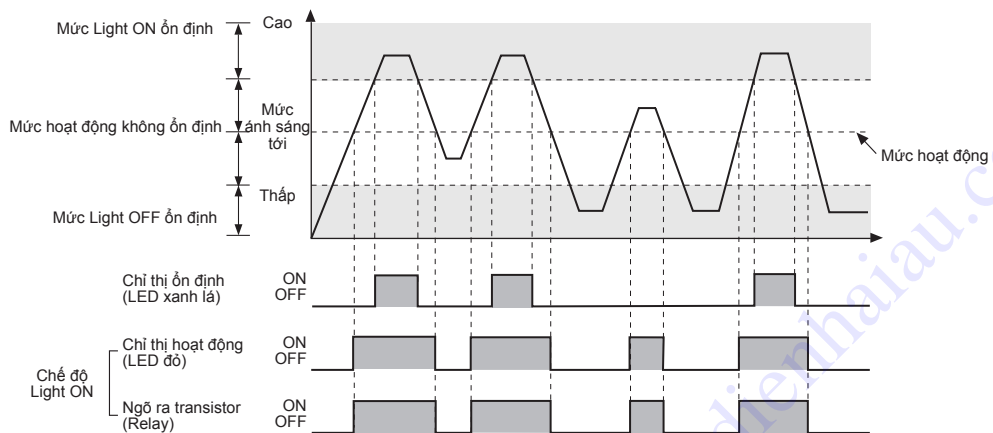 Mức Light ON ổn định
Cao
Mức hoạt động không ổn định
Mức
ánh sáng
tới
Mức hoạt động
Thấp
Mức Light OFF ổn định
Chỉ thị ổn định
(LED xanh lá)
ON
OFF
Chế độ
Light ON
Chỉ thị hoạt động
(LED đỏ)
ON
OFF
Ngõ ra transistor
(Relay)
ON
OFF